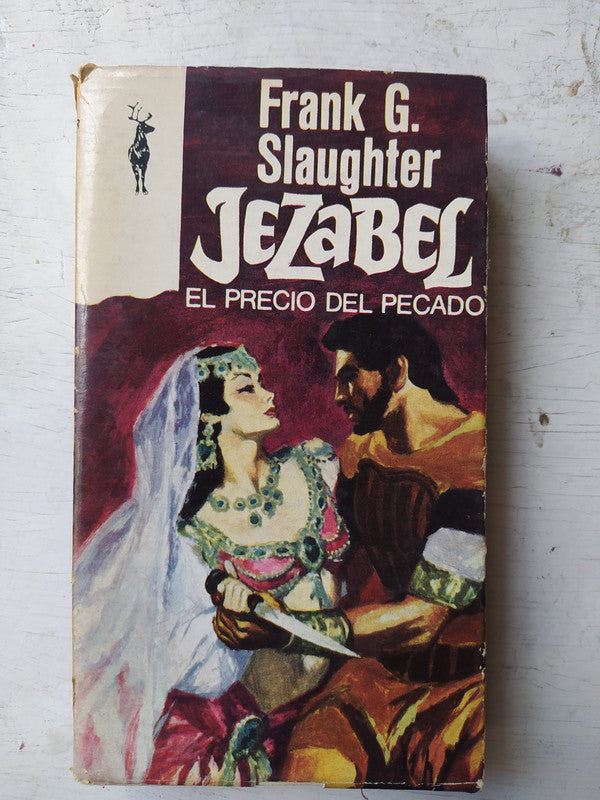 Frank G.
Slaughter
JEZABEL
EL PRECIO DEL PECADO